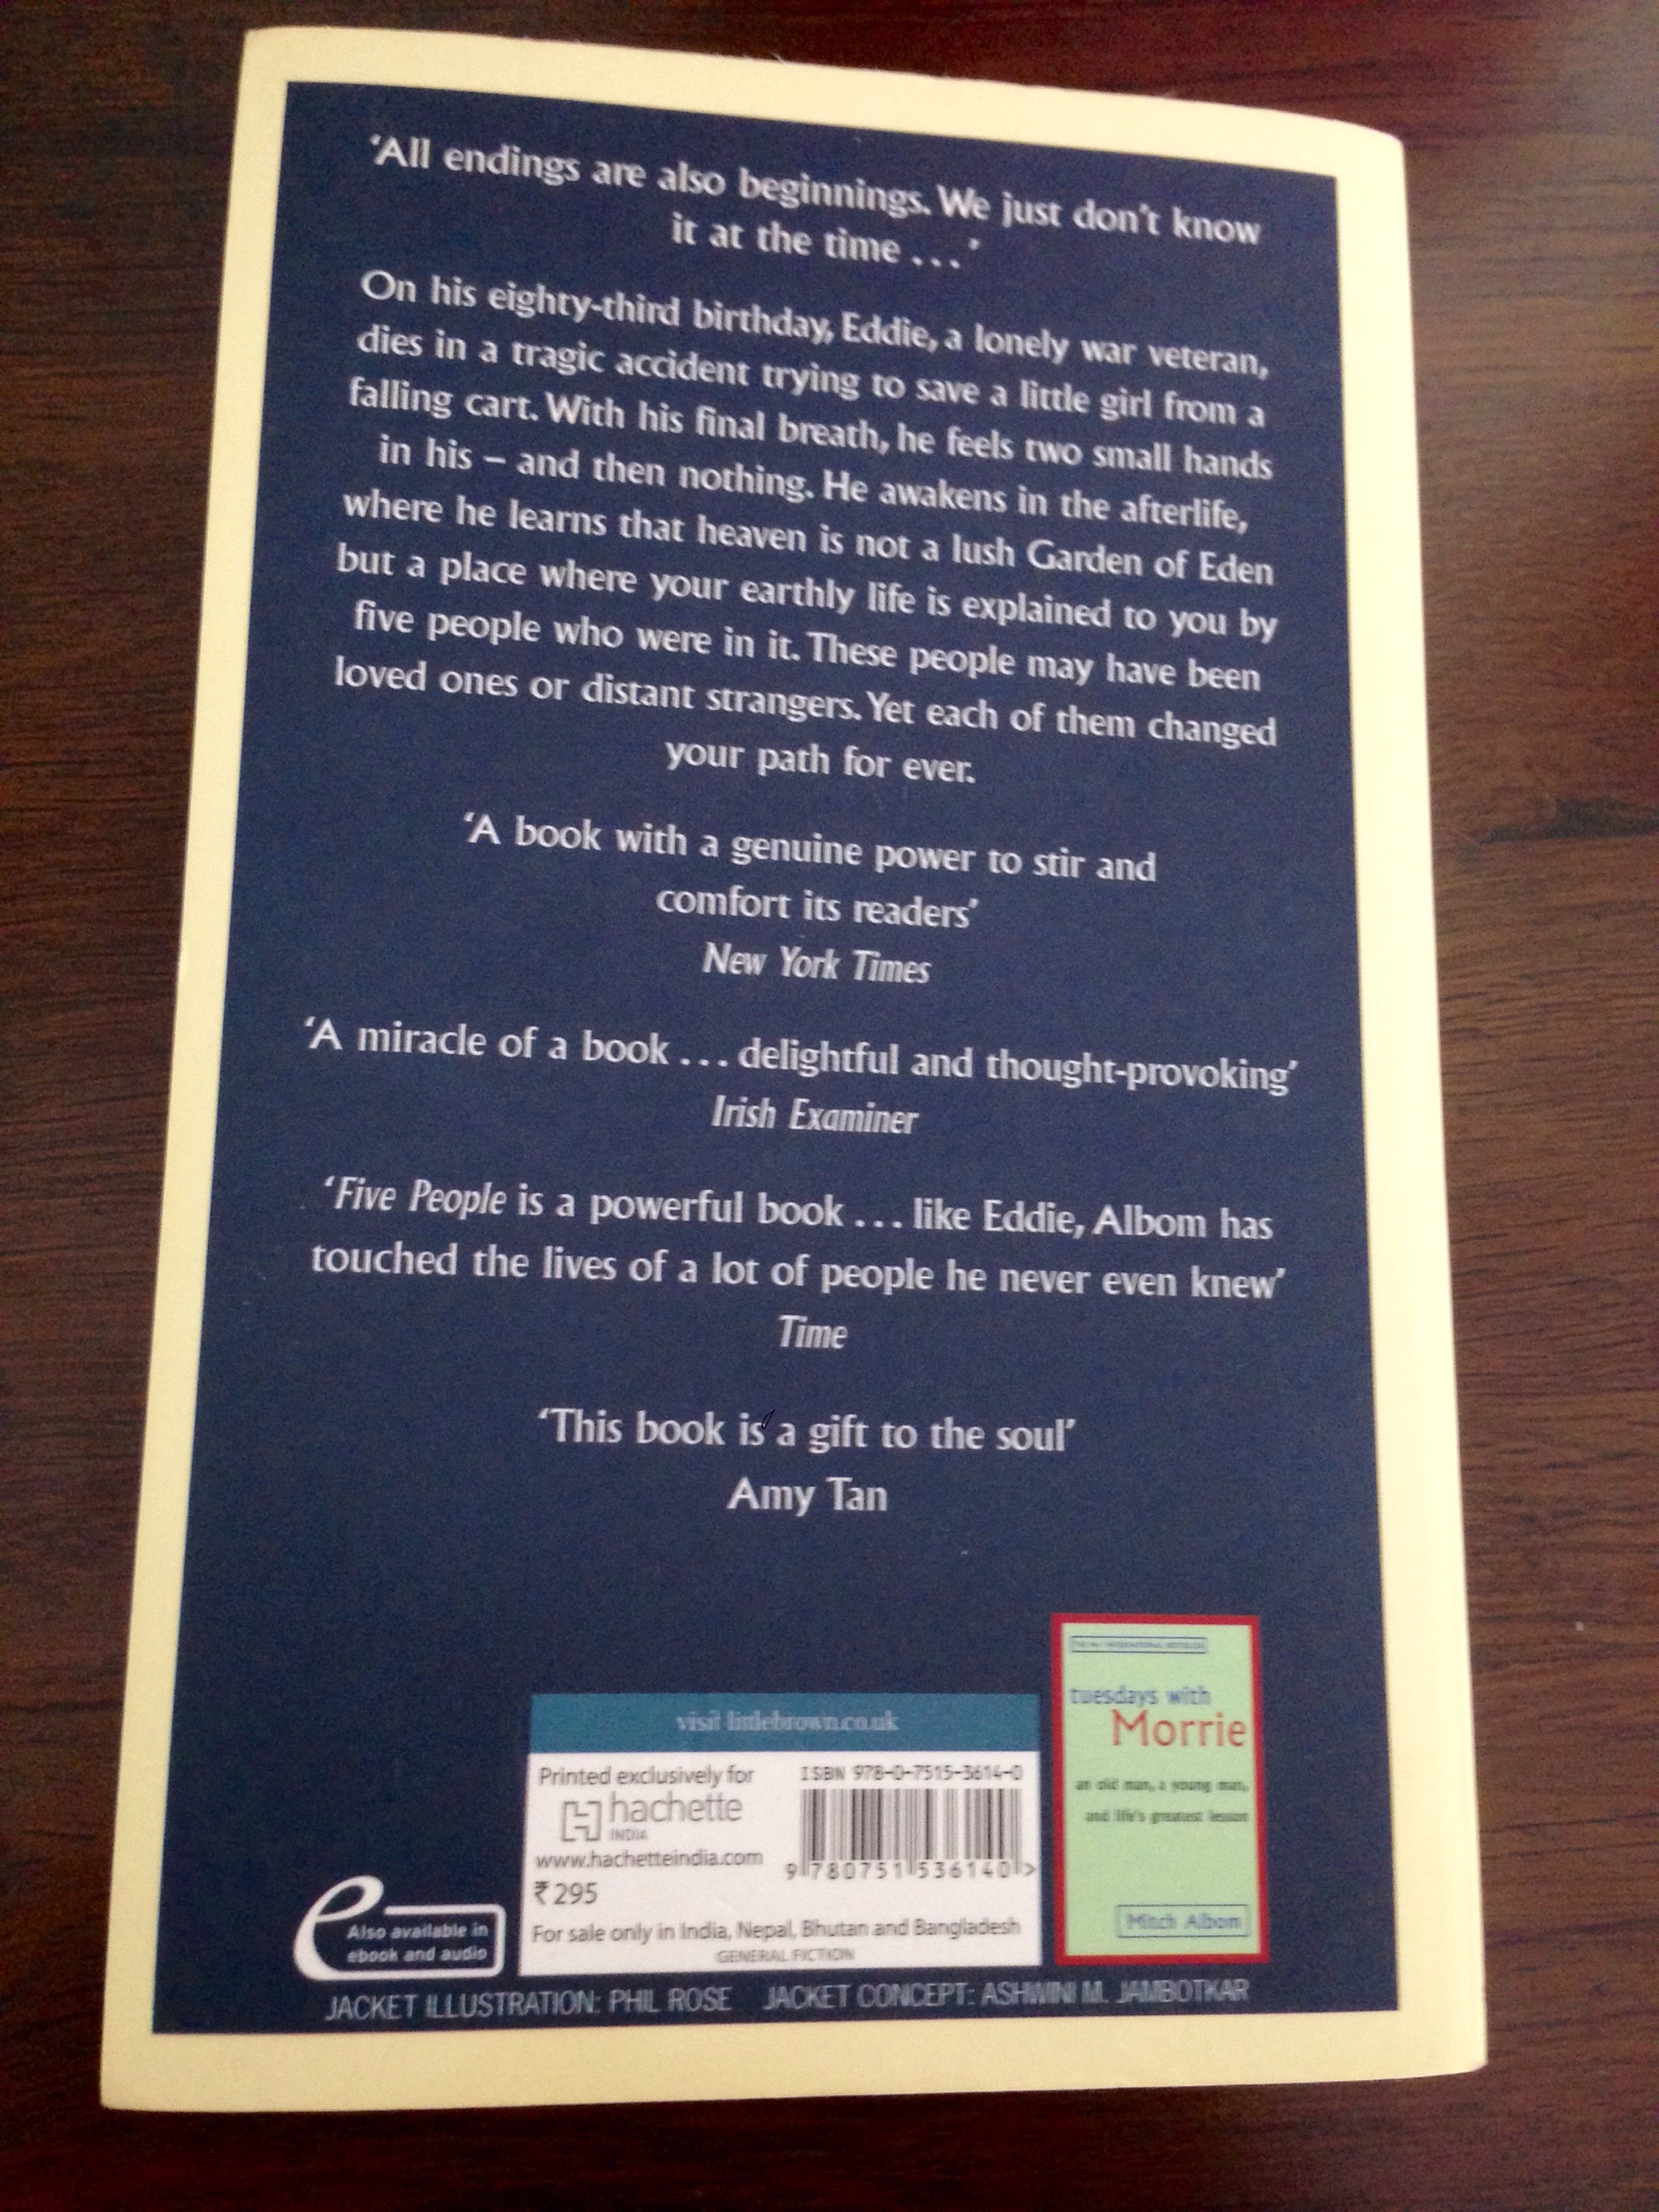 ‘All endings are also beginnings. We just don’t know
it at the time ...’
On his eighty-third birthday, Eddie, a lonely war veteran,
dies in a tragic accident trying to save a little girl from a
falling cart. With his final breath, he feels two small hands
in his – and then nothing. He awakens in the afterlife,
where he learns that heaven is not a lush Garden of Eden
but a place where your earthly life is explained to you by
five people who were in it. These people may have been
loved ones or distant strangers. Yet each of them changed
your path for ever.
‘A book with a genuine power to stir and
comfort its readers’
New York Times
‘A miracle of a book ... delightful and thought-provoking’
Irish Examiner
‘Five People is a powerful book ... like Eddie, Albom has
touched the lives of a lot of people he never even knew’
Time
‘This book is a gift to the soul’
Amy Tan
visit littlebrown.co.uk
Printed exclusively for
hachette
INDIA
www.hachetteindia.com
₹295
ISBN 978-0-7515-3614-0
9 780751 536140 >
For sale only in India, Nepal, Bhutan and Bangladesh
GENERAL FICTION
tuesdays with
Morrie
an old man, a young man,
and life's greatest lesson
Mitch Albom
e
Also available in
ebook and audio
JACKET ILLUSTRATION: PHIL ROSE JACKET CONCEPT: ASHWINI M. JAMBOTKAR